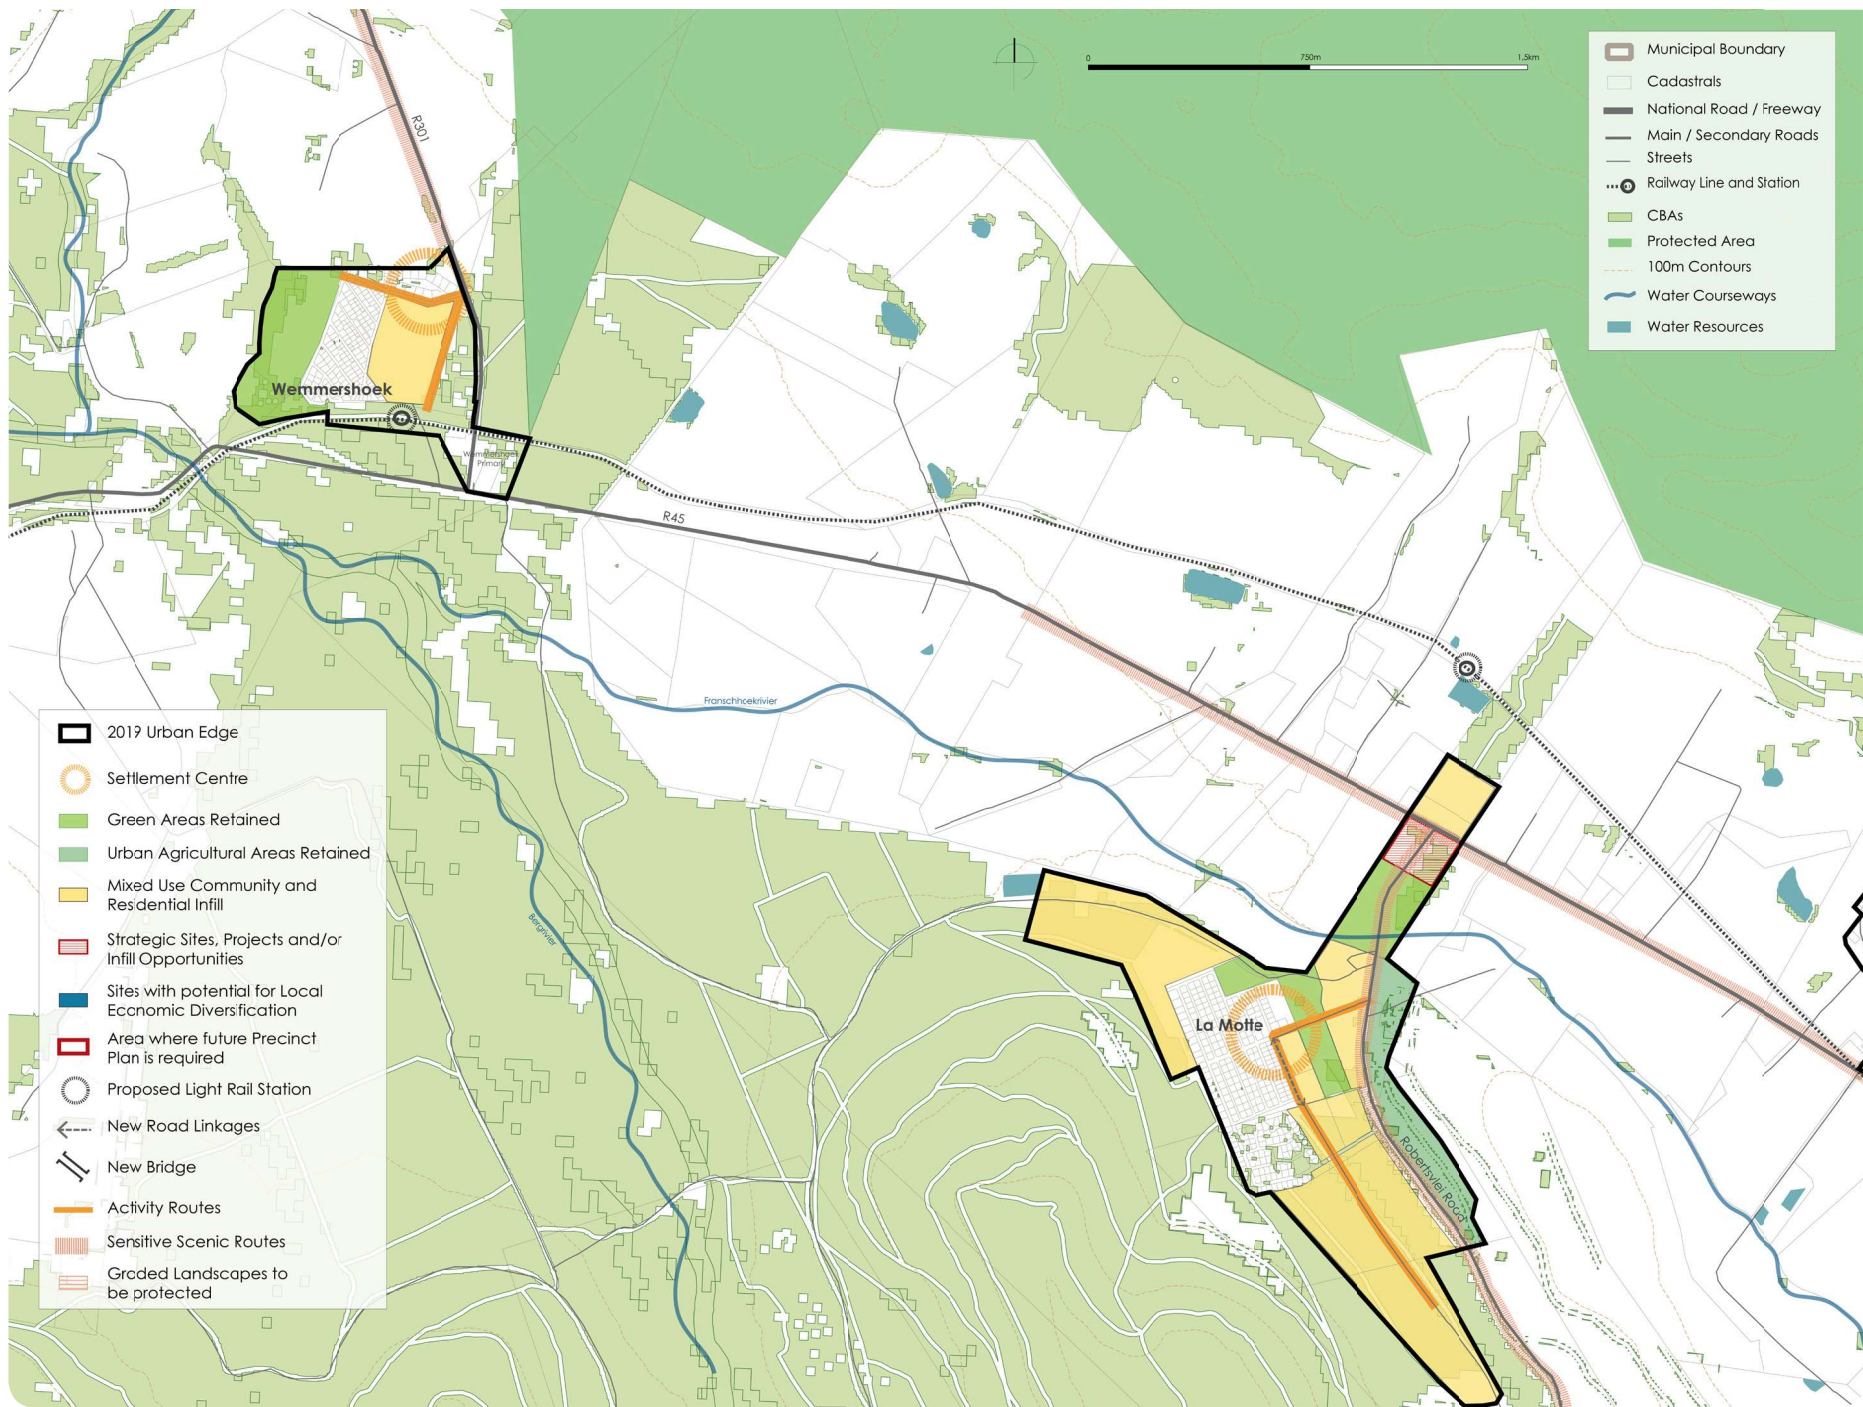 0
750m
1,5km
Municipal Boundary
Cadastrals
National Road / Freeway
Main / Secondary Roads
Streets
Railway Line and Station
CBAs
Protected Area
100m Contours
Water Courseways
Water Resources
R301
Wemmershoek
Wemmershoek
Primary
R45
Franschhoekrivier
Bergrivier
La Motte
Robertsvlei Road
2019 Urban Edge
Settlement Centre
Green Areas Retained
Urban Agricultural Areas Retained
Mixed Use Community and
Residential Infill
Strategic Sites, Projects and/or
Infill Opportunities
Sites with potential for Local
Economic Diversification
Area where future Precinct
Plan is required
Proposed Light Rail Station
New Road Linkages
New Bridge
Activity Routes
Sensitive Scenic Routes
Graded Landscapes to
be protected